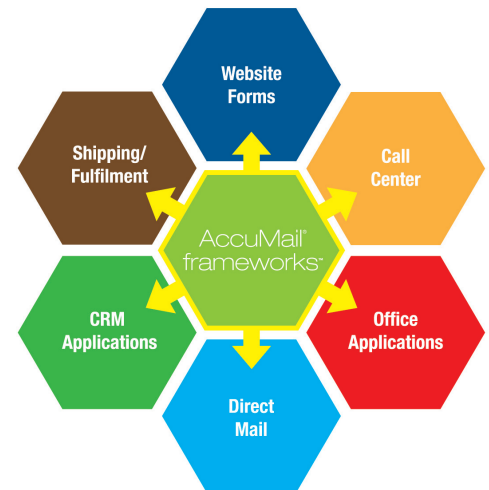 Website
Forms
Shipping/
Fulfilment
Call
Center
AccuMail®
frameworks™
CRM
Applications
Office
Applications
Direct
Mail